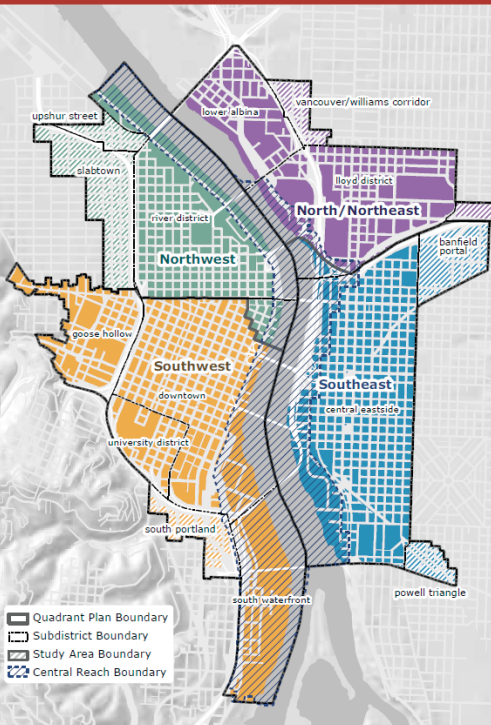 upshur street
lower albina
vancouver/williams corridor
slabtown
lloyd district
river district
North/Northeast
banfield
portal
Northwest
goose hollow
Southwest
downtown
Southeast
central eastside
university district
south portland
powell triangle
south waterfront
Quadrant Plan Boundary
Subdistrict Boundary
Study Area Boundary
Central Reach Boundary